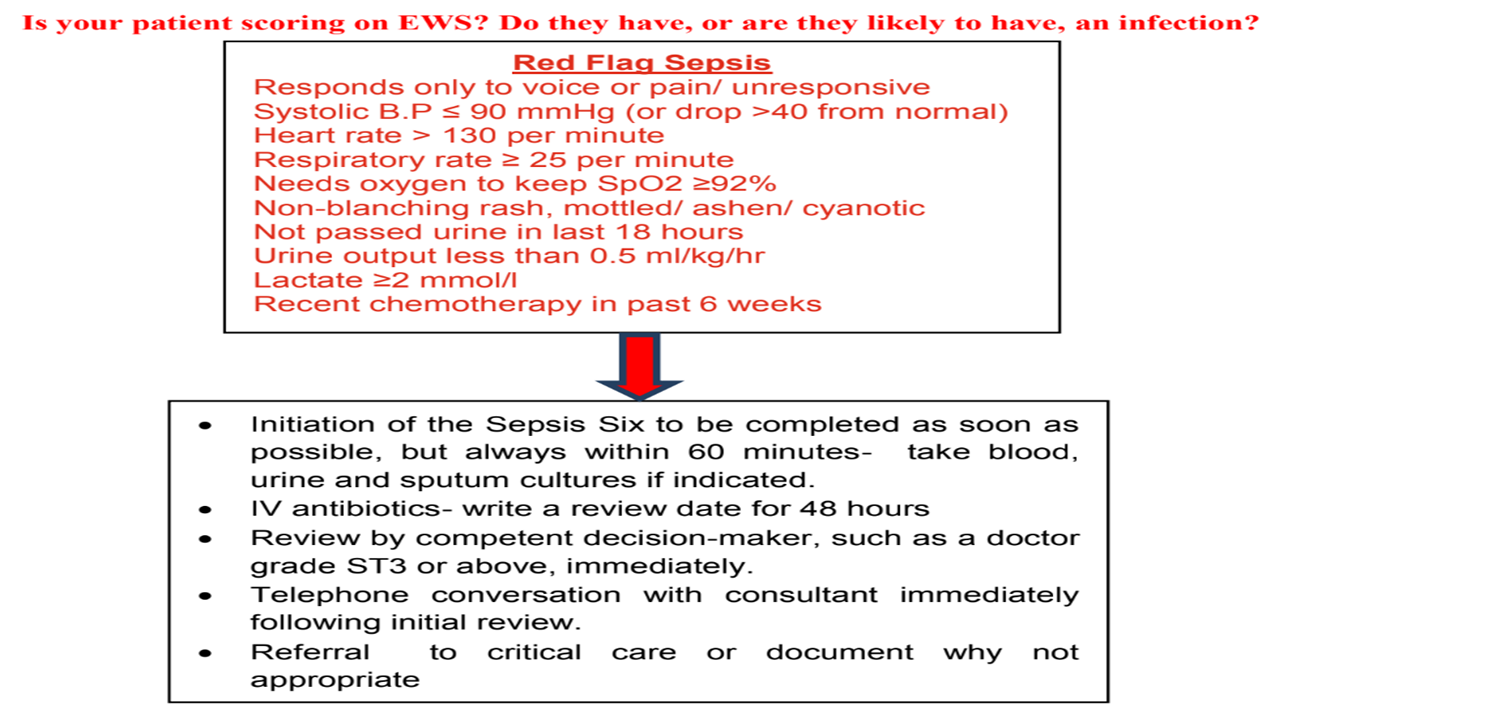 Is your patient scoring on EWS? Do they have, or are they likely to have, an infection?
Red Flag Sepsis
Responds only to voice or pain/ unresponsive
Systolic B.P ≤ 90 mmHg (or drop >40 from normal)
Heart rate > 130 per minute
Respiratory rate ≥ 25 per minute
Needs oxygen to keep SpO2 ≥92%
Non-blanching rash, mottled/ ashen/ cyanotic
Not passed urine in last 18 hours
Urine output less than 0.5 ml/kg/hr
Lactate ≥2 mmol/l
Recent chemotherapy in past 6 weeks
• Initiation of the Sepsis Six to be completed as soon as
possible, but always within 60 minutes- take blood,
urine and sputum cultures if indicated.
• IV antibiotics- write a review date for 48 hours
• Review by competent decision-maker, such as a doctor
grade ST3 or above, immediately.
• Telephone conversation with consultant immediately
following initial review.
• Referral to critical care or document why not
appropriate